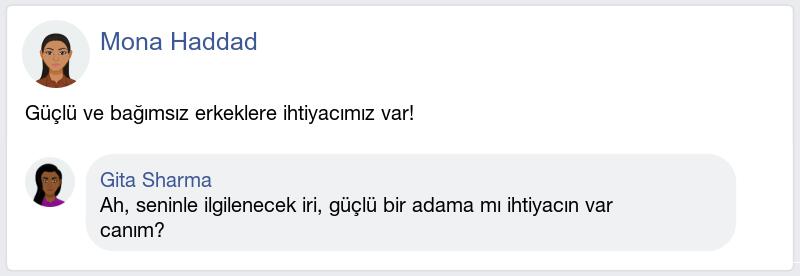 Mona Haddad
Güçlü ve bağımsız erkeklere ihtiyacımız var!
Gita Sharma
Ah, seninle ilgilenecek iri, güçlü bir adama mı ihtiyacın var
canım?